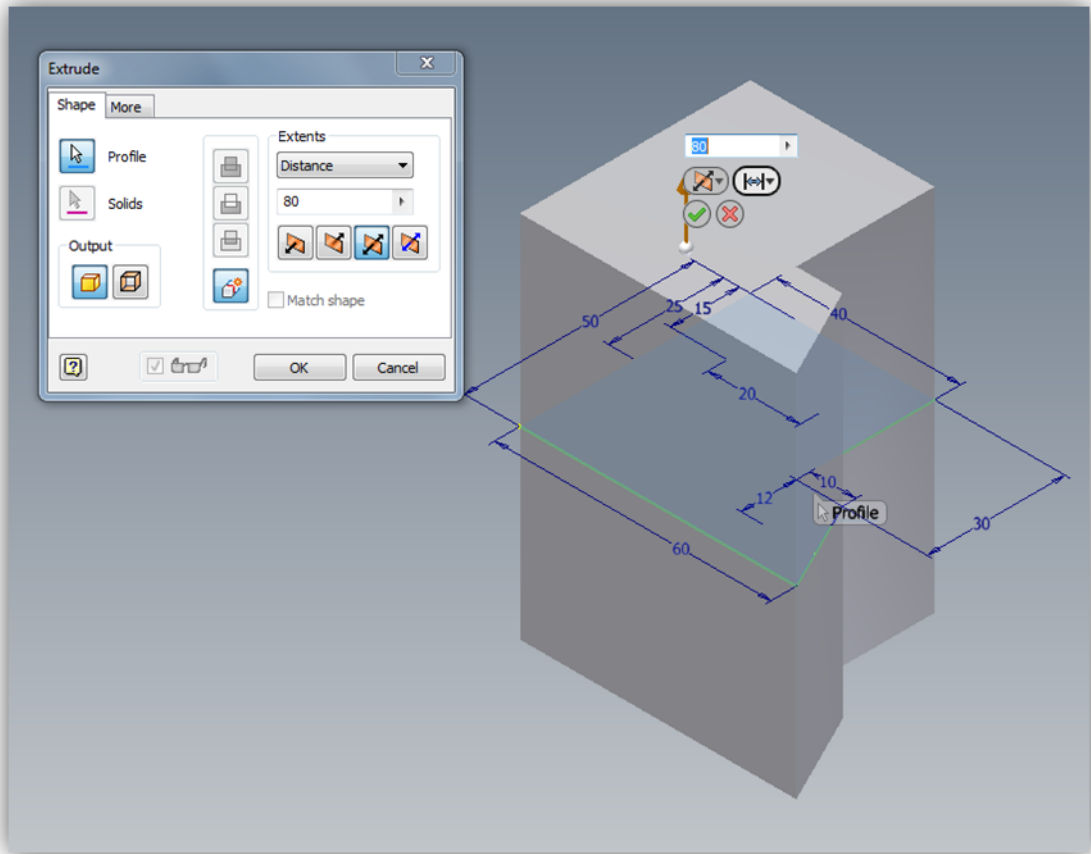 Extrude
Shape More
Profile
Solids
Output
Extents
Distance
80
Match shape
OK Cancel
80
50
25
15
40
20
12
10
Profile
30
60